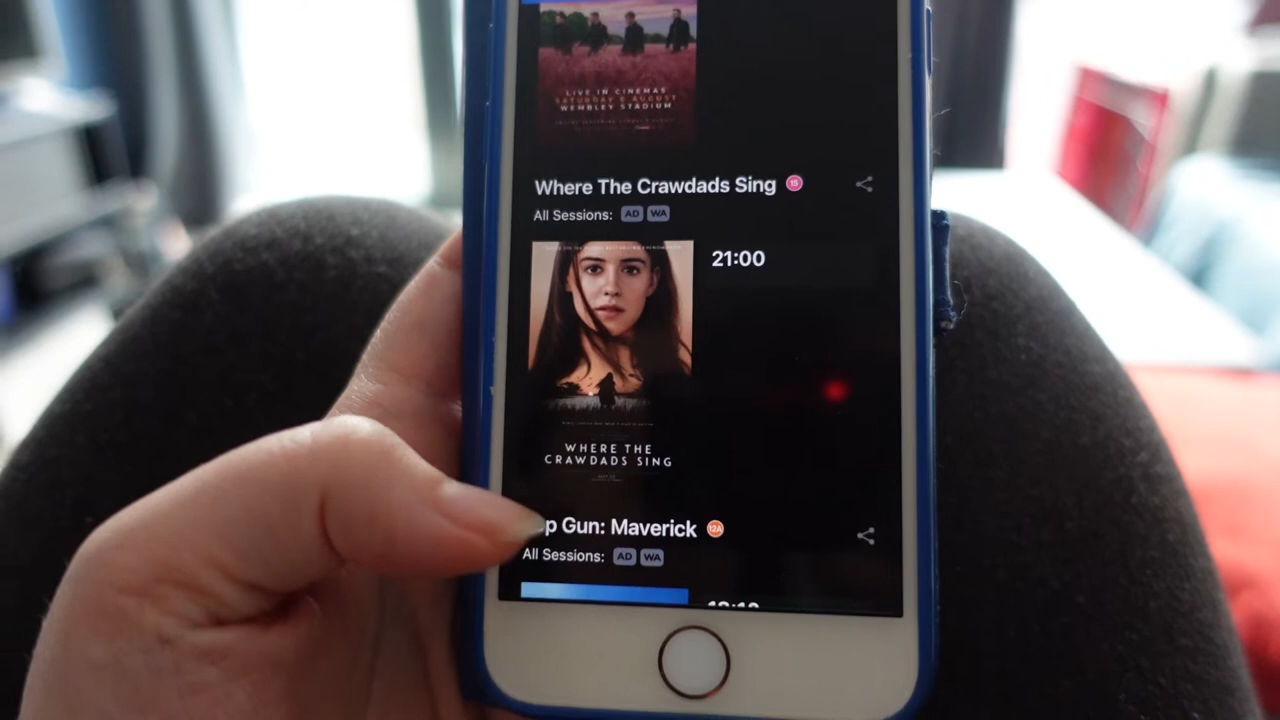 LIVE IN CINEMAS
SATURDAY 6 AUGUST
WEMBLEY STADIUM
Where The Crawdads Sing 15
All Sessions: AD WA
21:00
WHERE THE
CRAWDADS SING
p Gun: Maverick 12A
All Sessions: AD WA